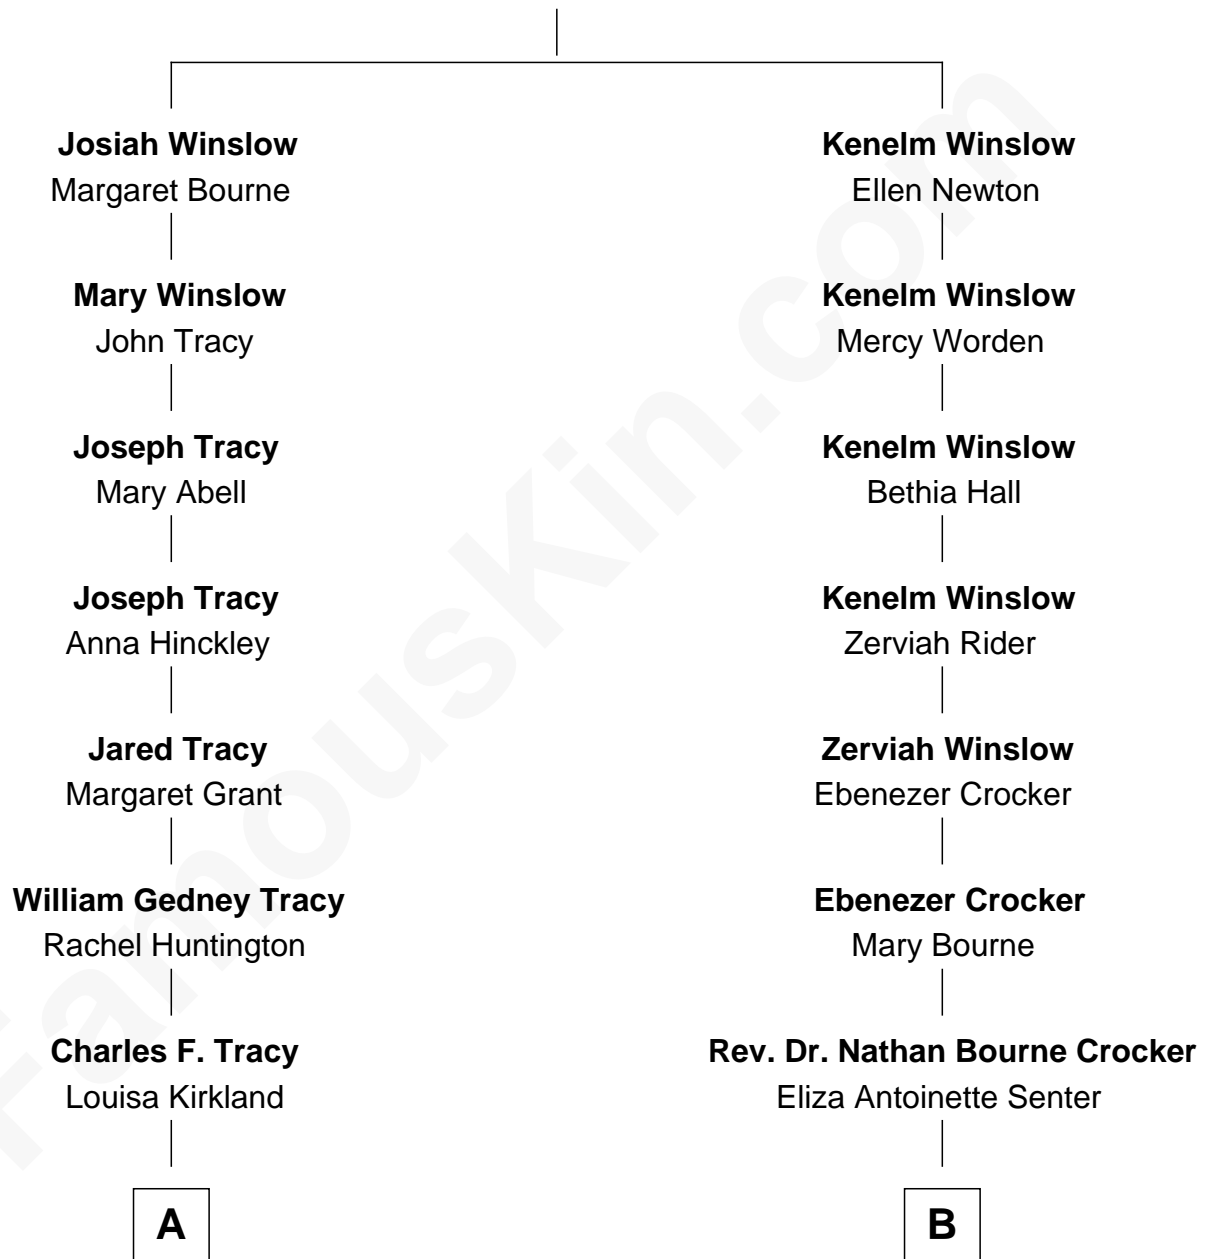 Josiah Winslow
Margaret Bourne
Kenelm Winslow
Ellen Newton
Mary Winslow
John Tracy
Kenelm Winslow
Mercy Worden
Joseph Tracy
Mary Abell
Kenelm Winslow
Bethia Hall
Joseph Tracy
Anna Hinckley
Kenelm Winslow
Zerviah Rider
Jared Tracy
Margaret Grant
Zerviah Winslow
Ebenezer Crocker
William Gedney Tracy
Rachel Huntington
Ebenezer Crocker
Mary Bourne
Charles F. Tracy
Louisa Kirkland
Rev. Dr. Nathan Bourne Crocker
Eliza Antoinette Senter
A
B
FamousKin.com